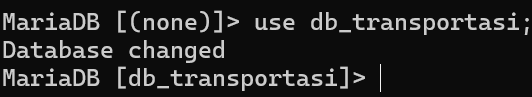 MariaDB [(none)]> use db_transportasi;
Database changed
MariaDB [db_transportasi]>